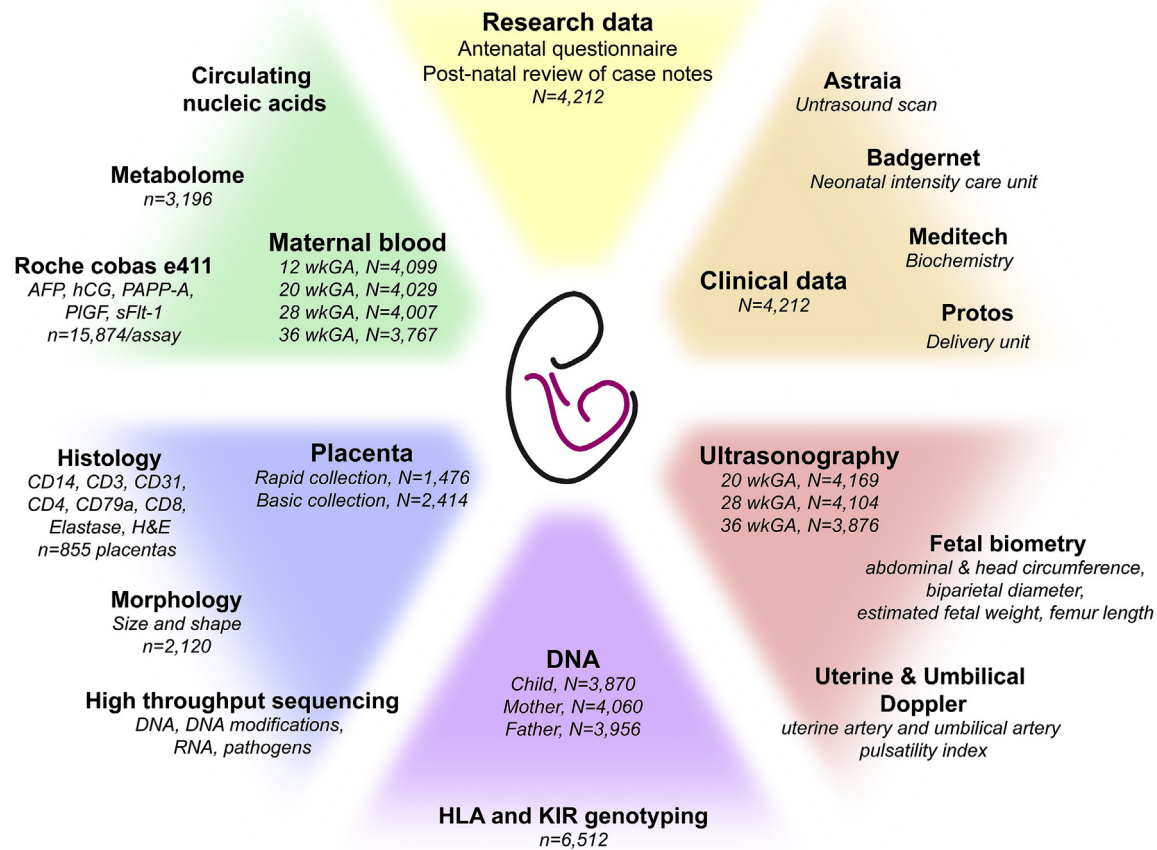 Research data
Antenatal questionnaire
Post-natal review of case notes
N=4,212
Circulating
nucleic acids
Metabolome
n=3,196
Roche cobas e411
AFP, hCG, PAPP-A,
PlGF, sFlt-1
n=15,874/assay
Maternal blood
12 wkGA, N=4,099
20 wkGA, N=4,029
28 wkGA, N=4,007
36 wkGA, N=3,767
Astraia
Untrasound scan
Badgernet
Neonatal intensity care unit
Meditech
Biochemistry
Clinical data
N=4,212
Protos
Delivery unit
Histology
CD14, CD3, CD31,
CD4, CD79a, CD8,
Elastase, H&E
n=855 placentas
Placenta
Rapid collection, N=1,476
Basic collection, N=2,414
Morphology
Size and shape
n=2,120
High throughput sequencing
DNA, DNA modifications,
RNA, pathogens
Ultrasonography
20 wkGA, N=4,169
28 wkGA, N=4,104
36 wkGA, N=3,876
Fetal biometry
abdominal & head circumference,
biparietal diameter,
estimated fetal weight, femur length
Uterine & Umbilical
Doppler
uterine artery and umbilical artery
pulsatility index
DNA
Child, N=3,870
Mother, N=4,060
Father, N=3,956
HLA and KIR genotyping
n=6,512